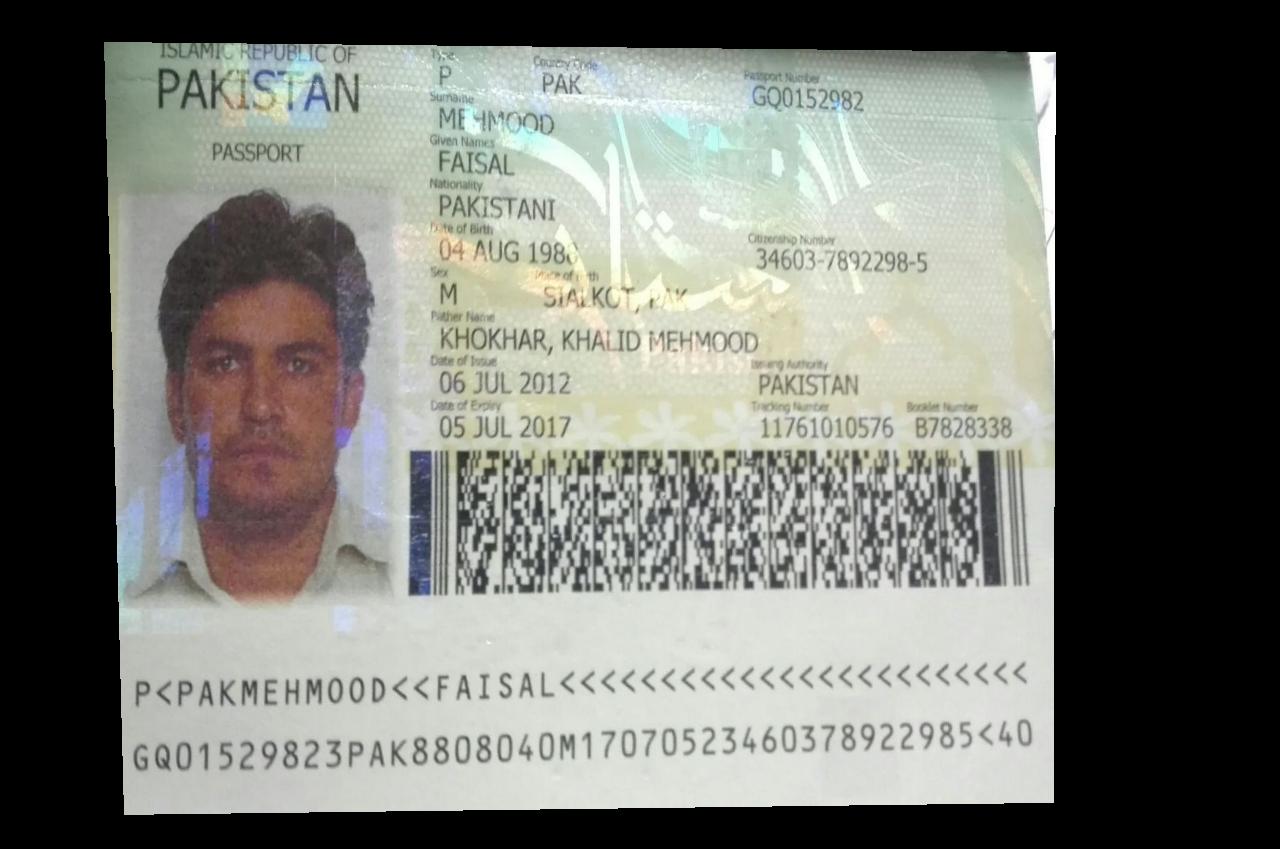 ISLAMIC REPUBLIC OF
PAKISTAN
PASSPORT
Type Country Code Passport Number
P PAK GQ0152982
Surname
MEHMOOD
Given Names
FAISAL
Nationality
PAKISTANI
Date of Birth Citizenship Number
04 AUG 1988 34603-7892298-5
Sex Place of Birth
M SIALKOT, PAK
Father Name
KHOKHAR, KHALID MEHMOOD
Date of Issue Issuing Authority
06 JUL 2012 PAKISTAN
Date of Expiry Tracking Number Booklet Number
05 JUL 2017 11761010576 B7828338
P<PAKMEHMOOD<<FAISAL<<<<<<<<<<<<<<<<<<<<<<<<
GQ01529823PAK8808040M17070523460378922985<40